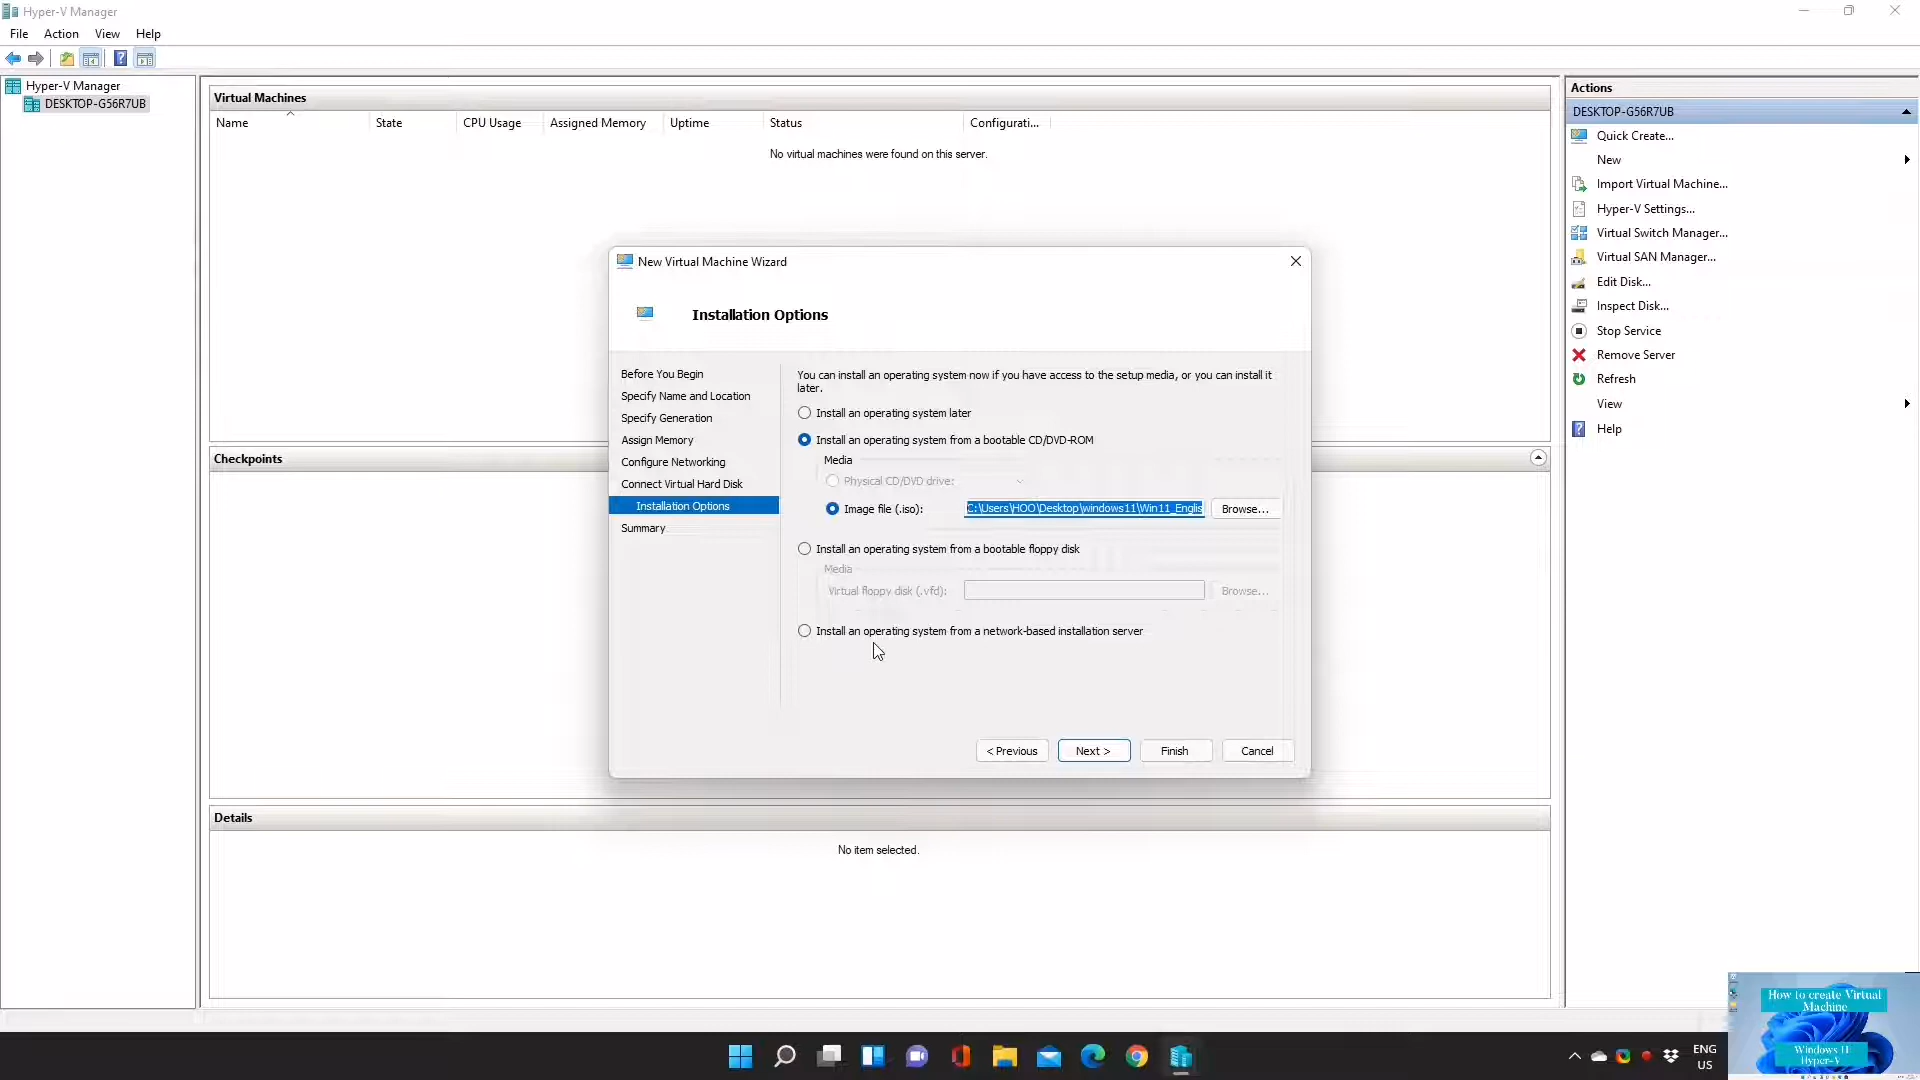 Hyper-V Manager
File Action View Help
Hyper-V Manager
DESKTOP-G56R7UB
Virtual Machines
Name State CPU Usage Assigned Memory Uptime Status Configurati...
No virtual machines were found on this server.
Checkpoints
Details
No item selected.
New Virtual Machine Wizard
Installation Options
Before You Begin
Specify Name and Location
Specify Generation
Assign Memory
Configure Networking
Connect Virtual Hard Disk
Installation Options
Summary
You can install an operating system now if you have access to the setup media, or you can install it
later.
Install an operating system later
Install an operating system from a bootable CD/DVD-ROM
Media
Physical CD/DVD drive:
Image file (.iso): C:\Users\HOO\Desktop\windows11\Win11_Englis Browse...
Install an operating system from a bootable floppy disk
Media
Virtual floppy disk (.vfd): Browse...
Install an operating system from a network-based installation server
< Previous Next > Finish Cancel
Actions
DESKTOP-G56R7UB
Quick Create...
New
Import Virtual Machine...
Hyper-V Settings...
Virtual Switch Manager...
Virtual SAN Manager...
Edit Disk...
Inspect Disk...
Stop Service
Remove Server
Refresh
View
Help
ENG
US
How to create Virtual
Machine
Windows 11
Hyper-V